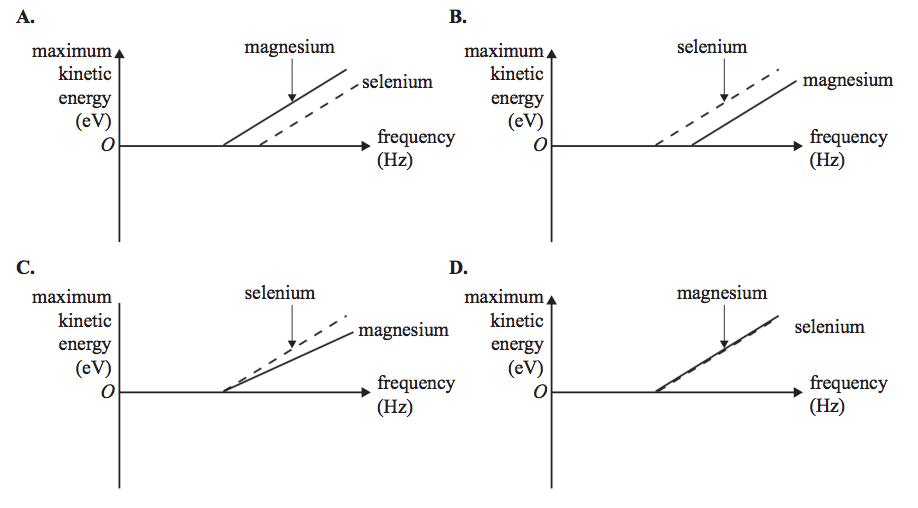 A.
maximum
kinetic
energy
(eV)
O
magnesium
selenium
frequency
(Hz)
B.
maximum
kinetic
energy
(eV)
O
selenium
magnesium
frequency
(Hz)
C.
maximum
kinetic
energy
(eV)
O
selenium
magnesium
frequency
(Hz)
D.
maximum
kinetic
energy
(eV)
O
magnesium
selenium
frequency
(Hz)